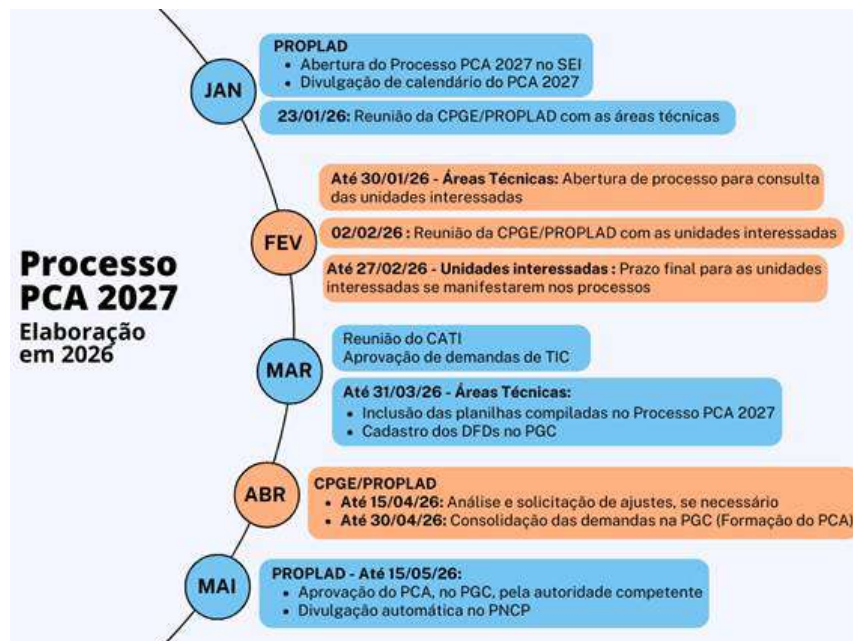 Processo
PCA 2027
Elaboração
em 2026
JAN
PROPLAD
• Abertura do Processo PCA 2027 no SEI
• Divulgação de calendário do PCA 2027
23/01/26: Reunião da CPGE/PROPLAD com as áreas técnicas
FEV
Até 30/01/26 - Áreas Técnicas: Abertura de processo para consulta
das unidades interessadas
02/02/26 : Reunião da CPGE/PROPLAD com as unidades interessadas
Até 27/02/26 - Unidades interessadas : Prazo final para as unidades
interessadas se manifestarem nos processos
MAR
Reunião do CATI
Aprovação de demandas de TIC
Até 31/03/26 - Áreas Técnicas:
• Inclusão das planilhas compiladas no Processo PCA 2027
• Cadastro dos DFDs no PGC
ABR
CPGE/PROPLAD
• Até 15/04/26: Análise e solicitação de ajustes, se necessário
• Até 30/04/26: Consolidação das demandas na PGC (Formação do PCA)
MAI
PROPLAD - Até 15/05/26:
• Aprovação do PCA, no PGC, pela autoridade competente
• Divulgação automática no PNCP